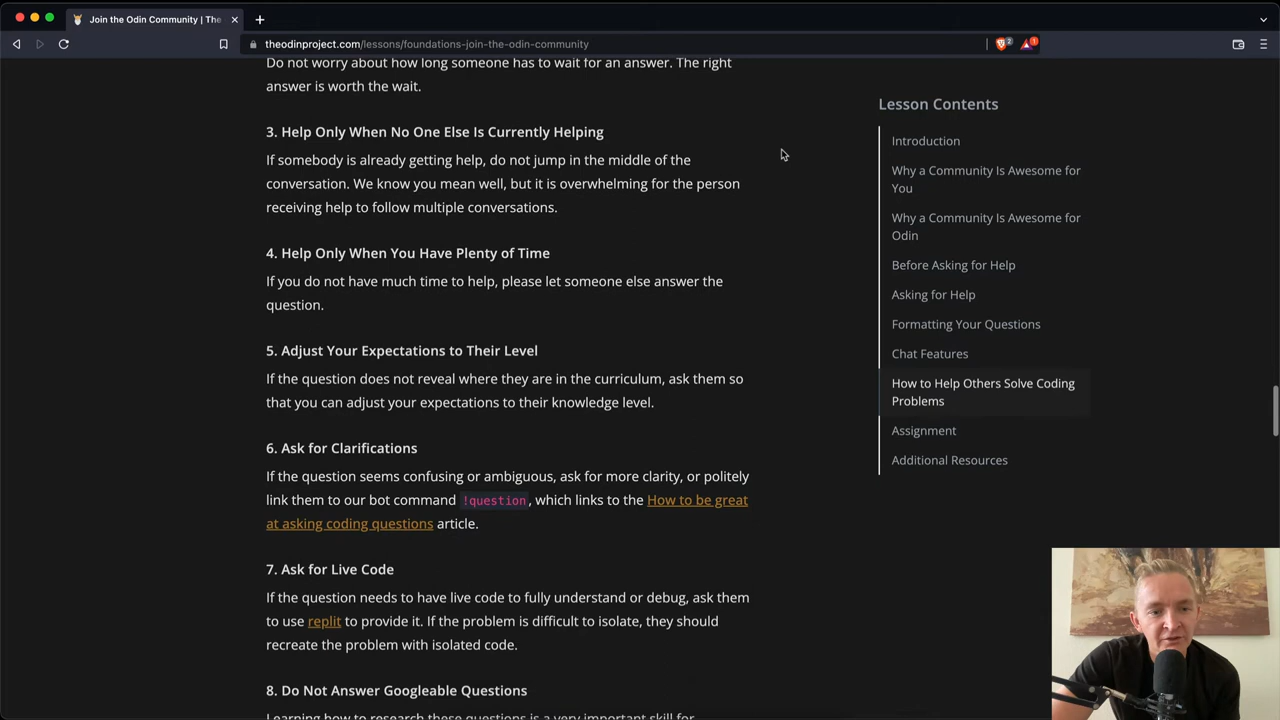 Join the Odin Community | The
theodinproject.com/lessons/foundations-join-the-odin-community
2
1
Do not worry about how long someone has to wait for an answer. The right
answer is worth the wait.
3. Help Only When No One Else Is Currently Helping
If somebody is already getting help, do not jump in the middle of the
conversation. We know you mean well, but it is overwhelming for the person
receiving help to follow multiple conversations.
4. Help Only When You Have Plenty of Time
If you do not have much time to help, please let someone else answer the
question.
5. Adjust Your Expectations to Their Level
If the question does not reveal where they are in the curriculum, ask them so
that you can adjust your expectations to their knowledge level.
6. Ask for Clarifications
If the question seems confusing or ambiguous, ask for more clarity, or politely
link them to our bot command !question, which links to the How to be great
at asking coding questions article.
7. Ask for Live Code
If the question needs to have live code to fully understand or debug, ask them
to use replit to provide it. If the problem is difficult to isolate, they should
recreate the problem with isolated code.
8. Do Not Answer Googleable Questions
Learning how to research these questions is a very important skill for
Lesson Contents
Introduction
Why a Community Is Awesome for
You
Why a Community Is Awesome for
Odin
Before Asking for Help
Asking for Help
Formatting Your Questions
Chat Features
How to Help Others Solve Coding
Problems
Assignment
Additional Resources